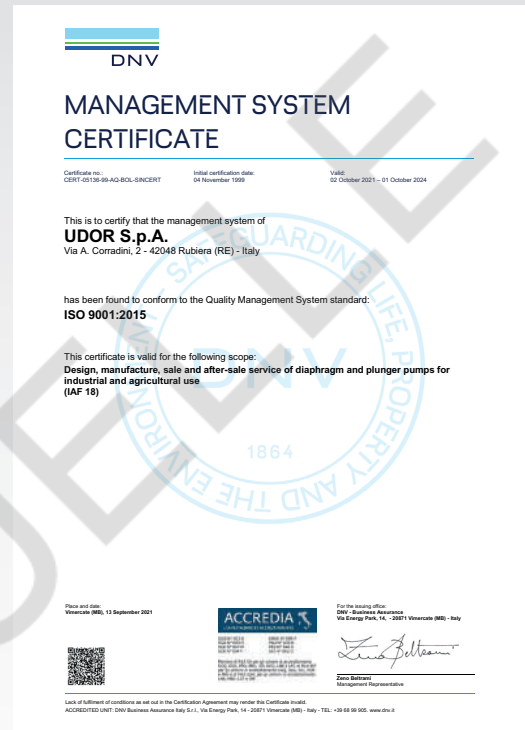 DNV
MANAGEMENT SYSTEM
CERTIFICATE
Certificate no.:
CERT-05136-99-AQ-BOL-SINCERT
Initial certification date:
04 November 1999
Valid:
02 October 2021 – 01 October 2024
This is to certify that the management system of
UDOR S.p.A.
Via A. Corradini, 2 - 42048 Rubiera (RE) - Italy
has been found to conform to the Quality Management System standard:
ISO 9001:2015
This certificate is valid for the following scope:
Design, manufacture, sale and after-sale service of diaphragm and plunger pumps for
industrial and agricultural use
(IAF 18)
SAFEGUARDING LIFE, PROPERTY AND THE ENVIRONMENT
DNV
1864
Place and date:
Vimercate (MB), 13 September 2021
ACCREDIA
For the issuing office:
DNV - Business Assurance
Via Energy Park, 14, - 20871 Vimercate (MB) - Italy
Zeno Beltrami
Zeno Beltrami
Management Representative
Lack of fulfilment of conditions as set out in the Certification Agreement may render this Certificate invalid.
ACCREDITED UNIT: DNV Business Assurance Italy S.r.l., Via Energy Park, 14 - 20871 Vimercate (MB) - Italy - TEL: +39 68 99 905. www.dnv.it